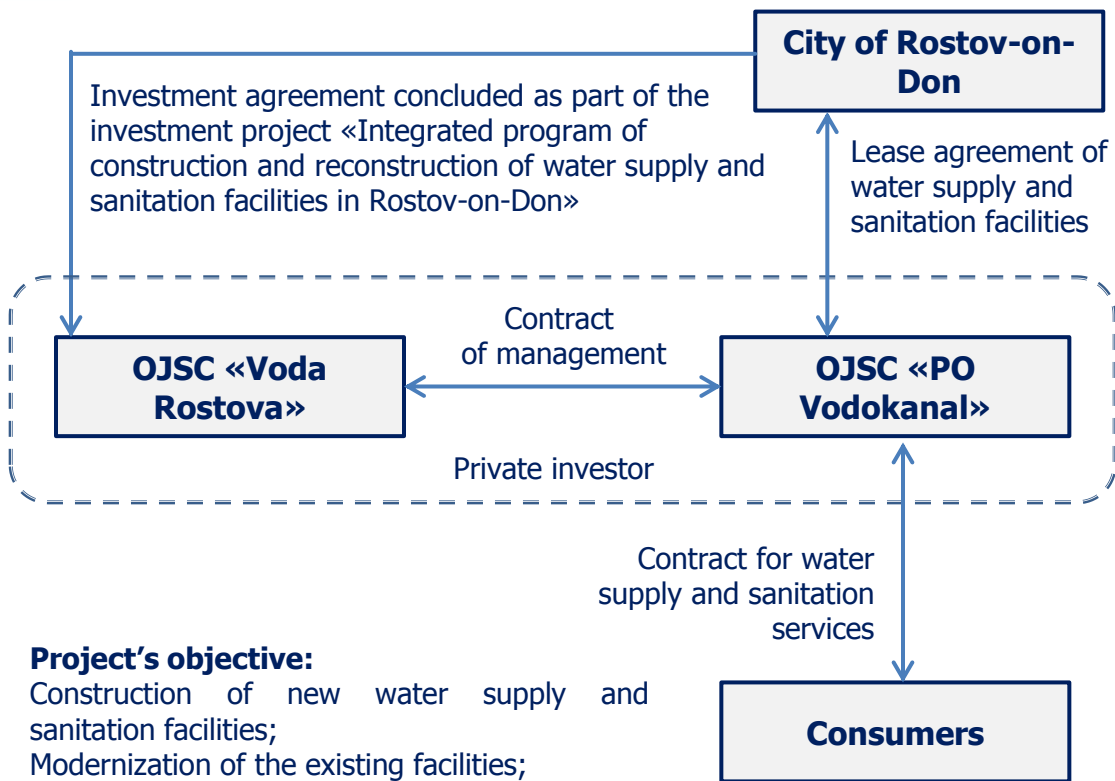 City of Rostov-on-
Don
Investment agreement concluded as part of the
investment project «Integrated program of
construction and reconstruction of water supply and
sanitation facilities in Rostov-on-Don»
Lease agreement of
water supply and
sanitation facilities
OJSC «Voda
Rostova»
Contract
of management
OJSC «PO
Vodokanal»
Private investor
Contract for water
supply and sanitation
services
Project’s objective:
Construction of new water supply and
sanitation facilities;
Modernization of the existing facilities;
Consumers